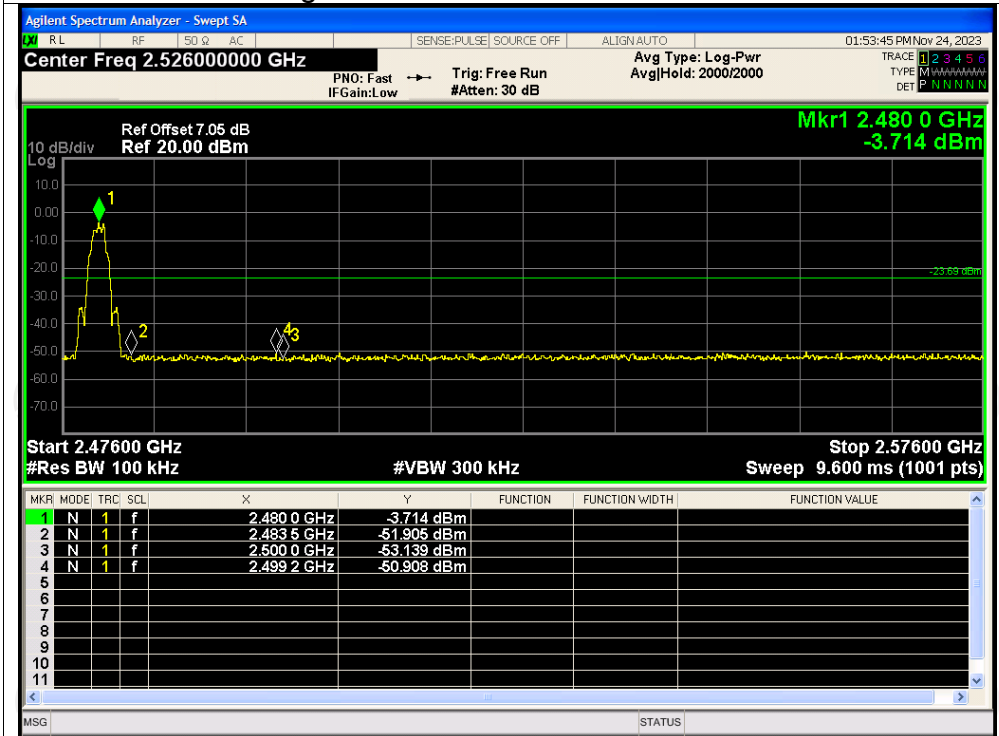 Agilent Spectrum Analyzer - Swept SA
LXI RL RF 50 Ω AC SENSE:PULSE SOURCE OFF ALIGN AUTO 01:53:45 PM Nov 24, 2023
Center Freq 2.526000000 GHz Avg Type: Log-Pwr TRACE 1 2 3 4 5 6
PNO: Fast Trig: Free Run Avg|Hold: 2000/2000 TYPE M WWWWW
IFGain:Low #Atten: 30 dB DET P N N N N N
Mkr1 2.480 0 GHz
Ref Offset 7.05 dB
10 dB/div Ref 20.00 dBm -3.714 dBm
Log
10.0
1
0.00
-10.0
-20.0
-23.69 dBm
-30.0
-40.0
2 4 3
-50.0
-60.0
-70.0
Start 2.47600 GHz Stop 2.57600 GHz
#Res BW 100 kHz #VBW 300 kHz Sweep 9.600 ms (1001 pts)
MKR MODE TRC SCL X Y FUNCTION FUNCTION WIDTH FUNCTION VALUE
1 N 1 f 2.480 0 GHz -3.714 dBm
2 N 1 f 2.483 5 GHz -51.905 dBm
3 N 1 f 2.500 0 GHz -53.139 dBm
4 N 1 f 2.499 2 GHz -50.908 dBm
5
6
7
8
9
10
11
MSG STATUS